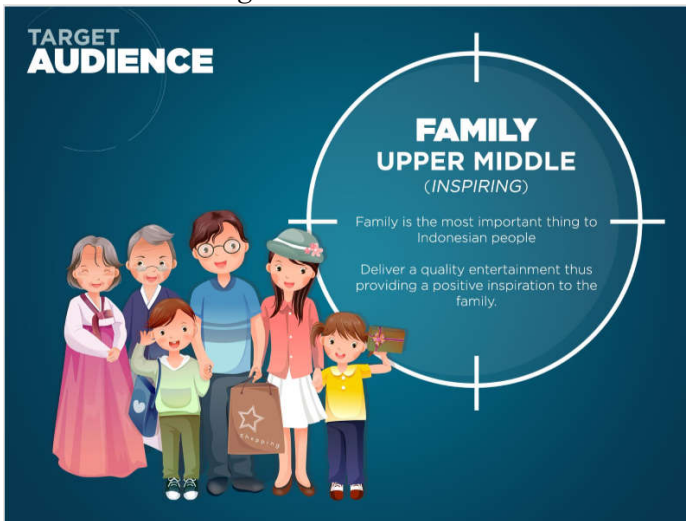 TARGET
AUDIENCE
FAMILY
UPPER MIDDLE
(INSPIRING)
Family is the most important thing to
Indonesian people
Deliver a quality entertainment thus
providing a positive inspiration to the
family.
shopping